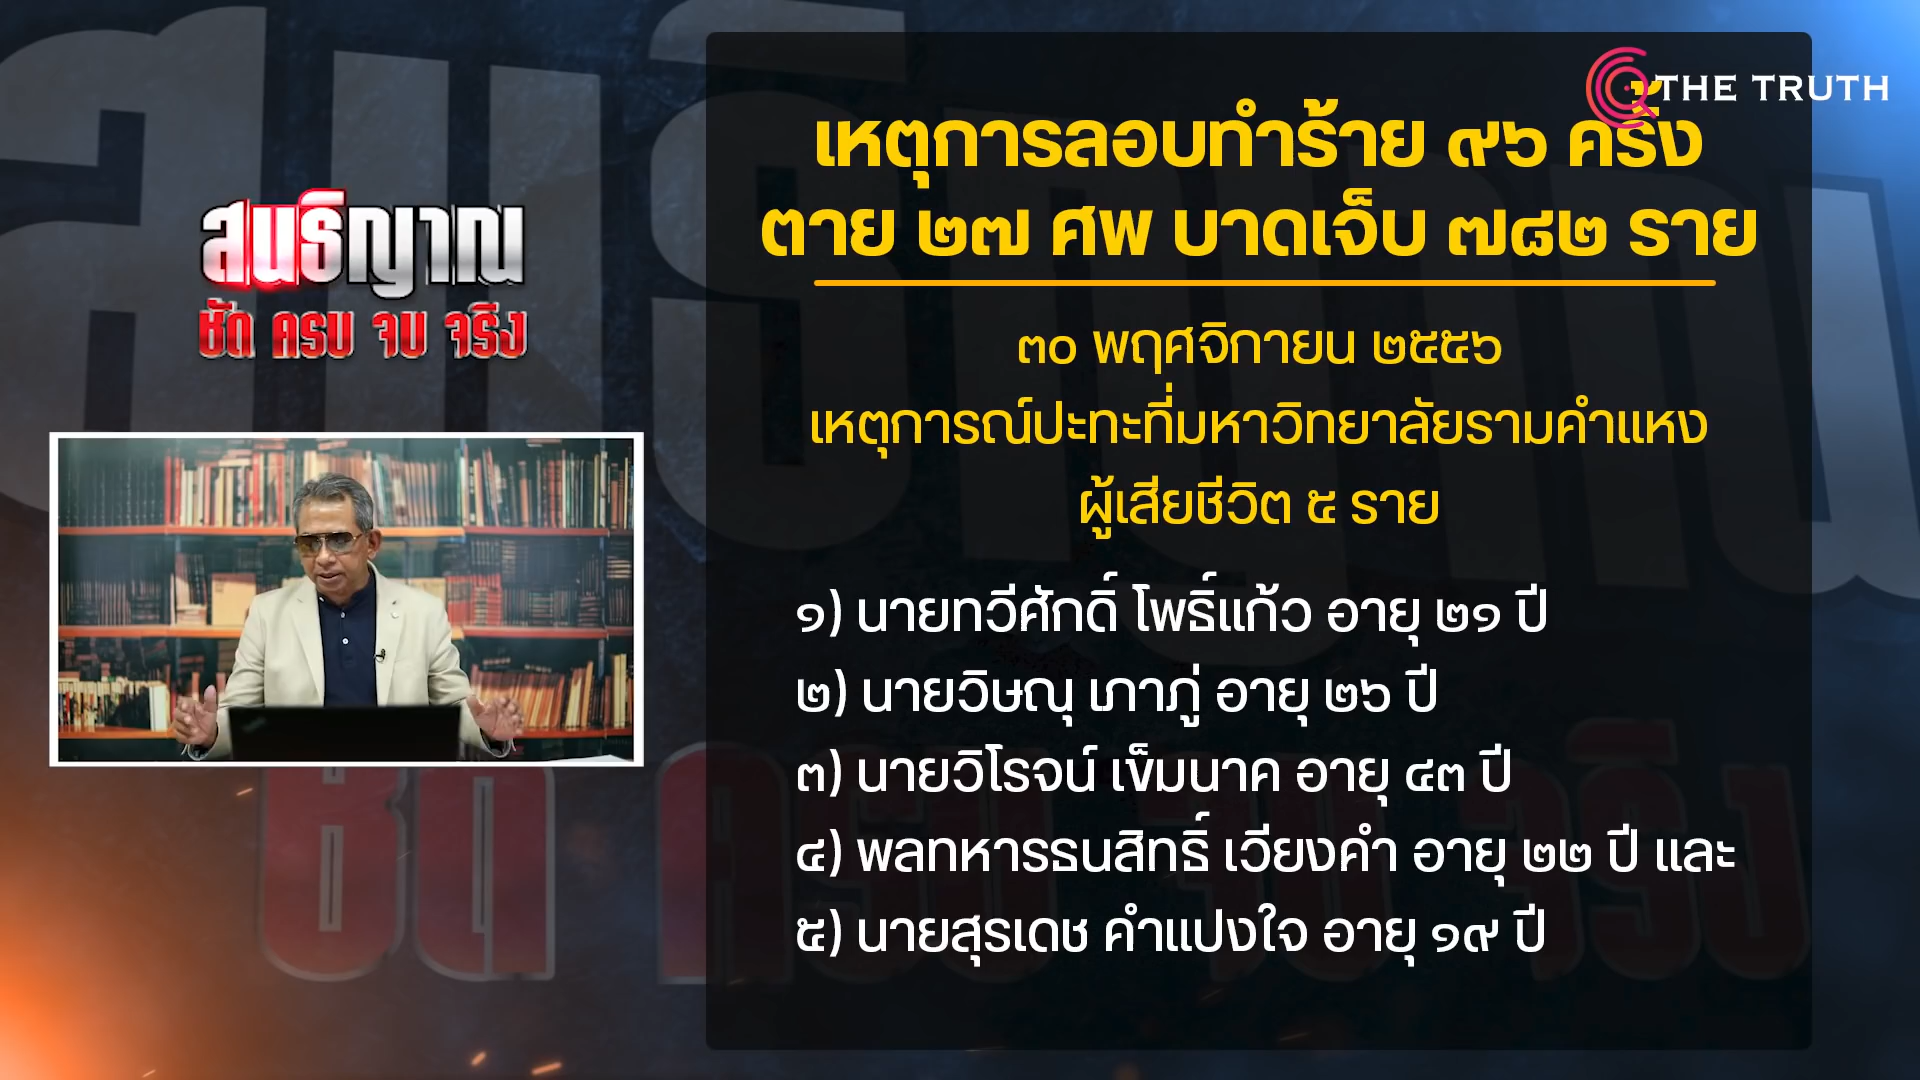 THE TRUTH
เหตุการลอบทำร้าย ๙๖ ครั้ง
ตาย ๒๗ ศพ บาดเจ็บ ๗๘๒ ราย
สนธิญาณ
ชัด ครบ จบ จริง
๓๐ พฤศจิกายน ๒๕๕๖
เหตุการณ์ปะทะที่มหาวิทยาลัยรามคำแหง
ผู้เสียชีวิต ๕ ราย
๑) นายทวีศักดิ์ โพธิ์แก้ว อายุ ๒๑ ปี
๒) นายวิษณุ เภาภู่ อายุ ๒๖ ปี
๓) นายวิโรจน์ เข็มนาค อายุ ๔๓ ปี
๔) พลทหารธนสิทธิ์ เวียงคำ อายุ ๒๒ ปี และ
๕) นายสุรเดช คำแปงใจ อายุ ๑๙ ปี